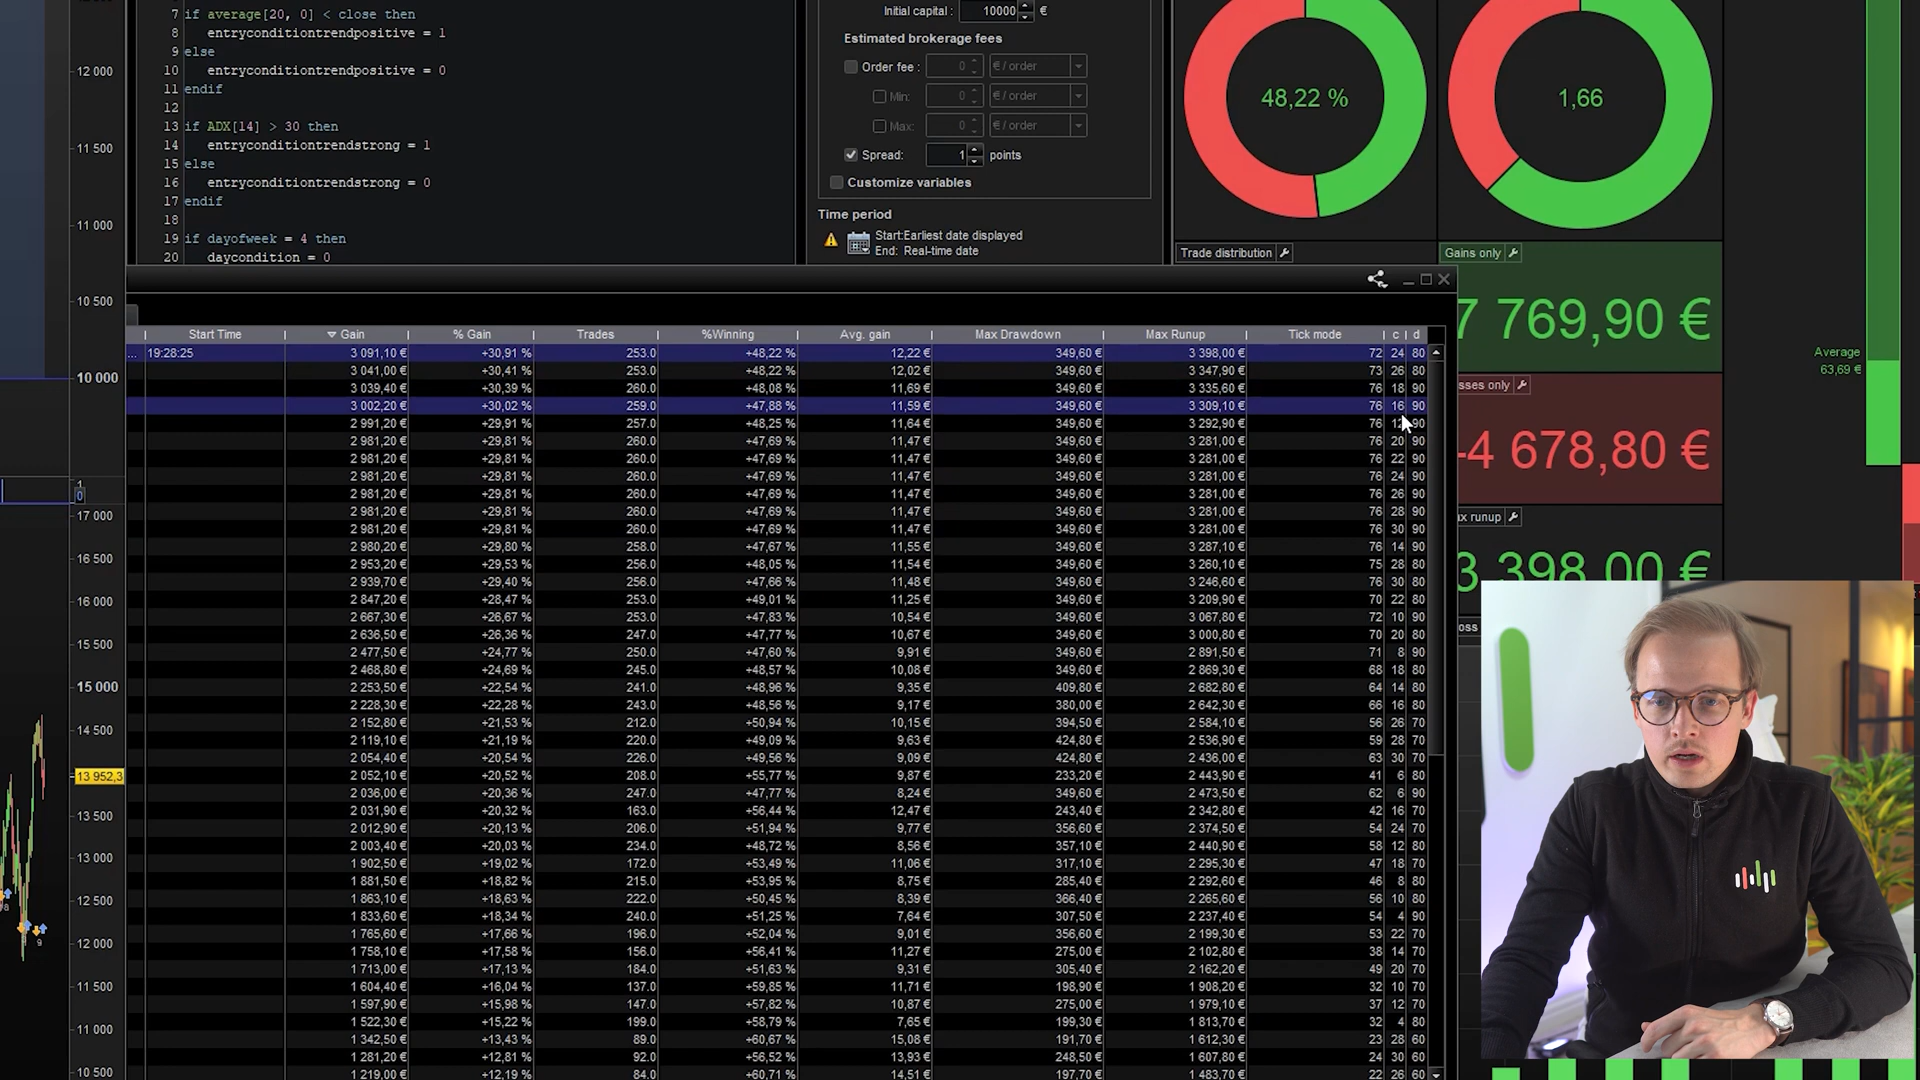 7 if average[20, 0] < close then
8 entryconditiontrendpositive = 1
9 else
10 entryconditiontrendpositive = 0
11 endif
12
13 if ADX[14] > 30 then
14 entryconditiontrendstrong = 1
15 else
16 entryconditiontrendstrong = 0
17 endif
18
19 if dayofweek = 4 then
20 daycondition = 0
Initial capital : 10000 €
Estimated brokerage fees
Order fee : 0 €/order
Min: 0 €/order
Max: 0 €/order
Spread: 1 points
Customize variables
Time period
Start:Earliest date displayed
End: Real-time date
48,22 %
1,66
Trade distribution
Gains only
7 769,90 €
sses only
-4 678,80 €
x runup
3 398,00 €
oss
Average
63,69 €
12 000
11 500
11 000
10 500
10 000
1
0
17 000
16 500
16 000
15 500
15 000
14 500
13 952,3
13 500
13 000
12 500
12 000
11 500
11 000
10 500
9
Start Time Gain % Gain Trades %Winning Avg. gain Max Drawdown Max Runup Tick mode c d
... 19:28:25 3 091,10 € +30,91 % 253.0 +48,22 % 12,22 € 349,60 € 3 398,00 € 72 24 80
3 041,00 € +30,41 % 253.0 +48,22 % 12,02 € 349,60 € 3 347,90 € 73 26 80
3 039,40 € +30,39 % 260.0 +48,08 % 11,69 € 349,60 € 3 335,60 € 76 18 90
3 002,20 € +30,02 % 259.0 +47,88 % 11,59 € 349,60 € 3 309,10 € 76 16 90
2 991,20 € +29,91 % 257.0 +48,25 % 11,64 € 349,60 € 3 292,90 € 76 12 90
2 981,20 € +29,81 % 260.0 +47,69 % 11,47 € 349,60 € 3 281,00 € 76 20 90
2 981,20 € +29,81 % 260.0 +47,69 % 11,47 € 349,60 € 3 281,00 € 76 22 90
2 981,20 € +29,81 % 260.0 +47,69 % 11,47 € 349,60 € 3 281,00 € 76 24 90
2 981,20 € +29,81 % 260.0 +47,69 % 11,47 € 349,60 € 3 281,00 € 76 26 90
2 981,20 € +29,81 % 260.0 +47,69 % 11,47 € 349,60 € 3 281,00 € 76 28 90
2 981,20 € +29,81 % 260.0 +47,69 % 11,47 € 349,60 € 3 281,00 € 76 30 90
2 980,20 € +29,80 % 258.0 +47,67 % 11,55 € 349,60 € 3 287,10 € 76 14 90
2 953,20 € +29,53 % 256.0 +48,05 % 11,54 € 349,60 € 3 260,10 € 75 28 80
2 939,70 € +29,40 % 256.0 +47,66 % 11,48 € 349,60 € 3 246,60 € 76 30 80
2 847,20 € +28,47 % 253.0 +49,01 % 11,25 € 349,60 € 3 209,90 € 70 22 80
2 667,30 € +26,67 % 253.0 +47,83 % 10,54 € 349,60 € 3 067,80 € 72 10 90
2 636,50 € +26,36 % 247.0 +47,77 % 10,67 € 349,60 € 3 000,80 € 70 20 80
2 477,50 € +24,77 % 250.0 +47,60 % 9,91 € 349,60 € 2 891,50 € 71 8 90
2 468,80 € +24,69 % 245.0 +48,57 % 10,08 € 349,60 € 2 869,30 € 68 18 80
2 253,50 € +22,54 % 241.0 +48,96 % 9,35 € 409,80 € 2 682,80 € 64 14 80
2 228,30 € +22,28 % 243.0 +48,56 % 9,17 € 380,00 € 2 642,30 € 66 16 80
2 152,80 € +21,53 % 212.0 +50,94 % 10,15 € 394,50 € 2 584,10 € 56 26 70
2 119,10 € +21,19 % 220.0 +49,09 % 9,63 € 424,80 € 2 536,90 € 59 28 70
2 054,40 € +20,54 % 226.0 +49,56 % 9,09 € 424,80 € 2 436,00 € 63 30 70
2 052,10 € +20,52 % 208.0 +55,77 % 9,87 € 233,20 € 2 443,90 € 41 6 80
2 036,00 € +20,36 % 247.0 +47,77 % 8,24 € 349,60 € 2 473,50 € 62 6 90
2 031,90 € +20,32 % 163.0 +56,44 % 12,47 € 243,40 € 2 342,80 € 42 16 70
2 012,90 € +20,13 % 206.0 +51,94 % 9,77 € 356,60 € 2 374,50 € 54 24 70
2 003,40 € +20,03 % 234.0 +48,72 % 8,56 € 357,10 € 2 440,90 € 58 12 80
1 902,50 € +19,02 % 172.0 +53,49 % 11,06 € 317,10 € 2 295,30 € 47 18 70
1 881,50 € +18,82 % 215.0 +53,95 % 8,75 € 285,40 € 2 292,60 € 46 8 80
1 863,10 € +18,63 % 222.0 +50,45 % 8,39 € 366,40 € 2 265,60 € 56 10 80
1 833,60 € +18,34 % 240.0 +51,25 % 7,64 € 307,50 € 2 237,40 € 54 4 90
1 765,60 € +17,66 % 196.0 +52,04 % 9,01 € 356,60 € 2 199,30 € 53 22 70
1 758,10 € +17,58 % 156.0 +56,41 % 11,27 € 275,00 € 2 102,80 € 38 14 70
1 713,00 € +17,13 % 184.0 +51,63 % 9,31 € 305,40 € 2 162,20 € 49 20 70
1 604,40 € +16,04 % 137.0 +59,85 % 11,71 € 198,90 € 1 908,20 € 32 10 70
1 597,90 € +15,98 % 147.0 +57,82 % 10,87 € 275,00 € 1 979,10 € 37 12 70
1 522,30 € +15,22 % 199.0 +58,79 % 7,65 € 199,30 € 1 813,70 € 32 4 80
1 342,50 € +13,43 % 89.0 +60,67 % 15,08 € 191,70 € 1 612,30 € 23 28 60
1 281,20 € +12,81 % 92.0 +56,52 % 13,93 € 248,50 € 1 607,80 € 24 30 60
1 219,00 € +12,19 % 84.0 +60,71 % 14,51 € 197,70 € 1 483,70 € 22 26 60